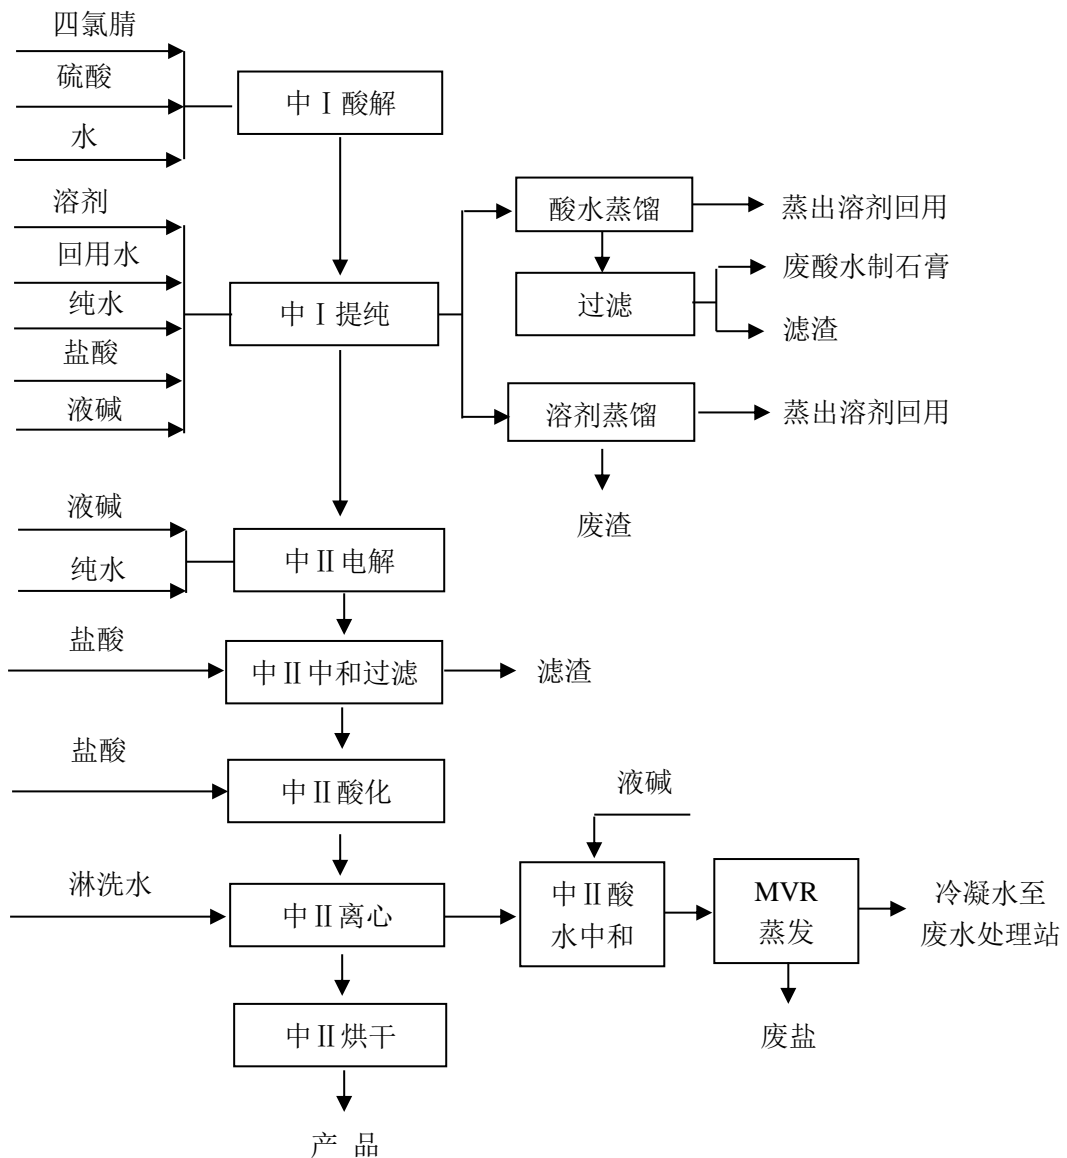 四氯腈
硫酸
中Ⅰ酸解
水
溶剂
酸水蒸馏
蒸出溶剂回用
回用水
废酸水制石膏
纯水
中Ⅰ提纯
过滤
滤渣
盐酸
液碱
溶剂蒸馏
蒸出溶剂回用
废渣
液碱
中Ⅱ电解
纯水
盐酸
中Ⅱ中和过滤
滤渣
盐酸
中Ⅱ酸化
液碱
淋洗水
中Ⅱ离心
中Ⅱ酸
水中和
MVR
蒸发
冷凝水至
废水处理站
中Ⅱ烘干
废盐
产 品